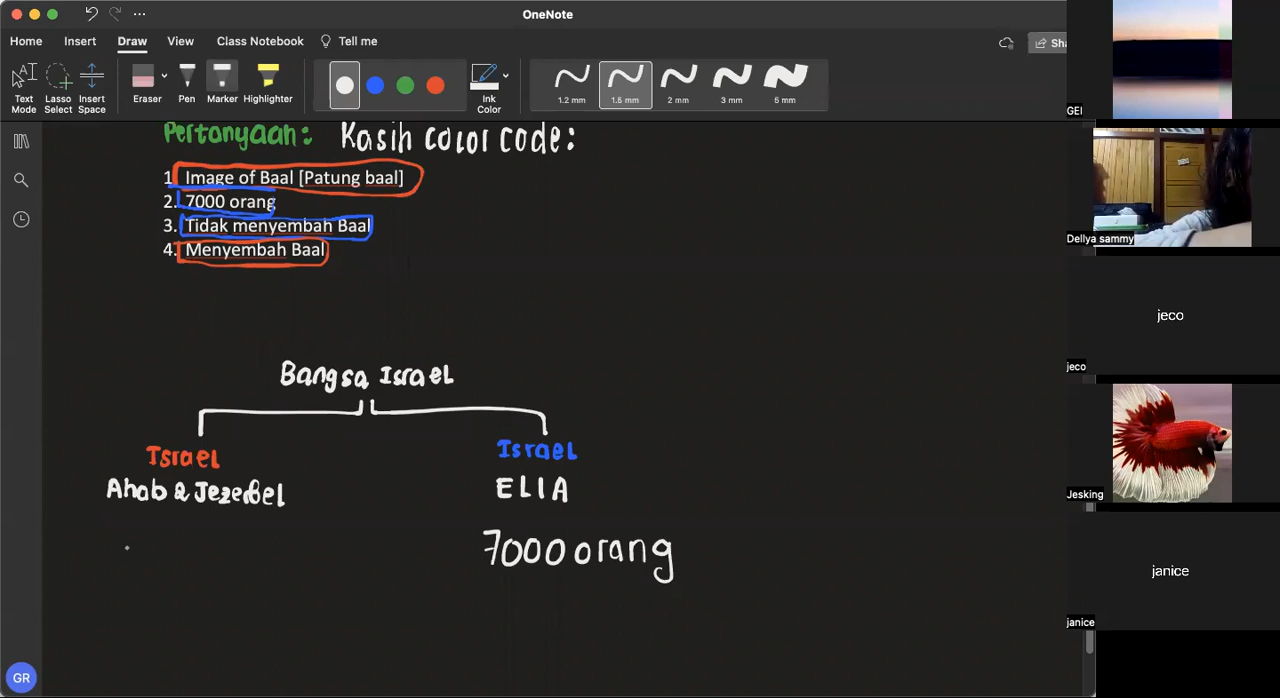 OneNote
Home Insert Draw View Class Notebook Tell me
Text Mode
Lasso Select
Insert Space
Eraser
Pen
Marker
Highlighter
Ink Color
1.2 mm
1.5 mm
2 mm
3 mm
5 mm
Pertanyaan: Kasih color code:
1. Image of Baal [Patung baal]
2. 7000 orang
3. Tidak menyembah Baal
4. Menyembah Baal
Bangsa Israel
Israel
Ahab & Jezebel
Israel
ELIA
7000 orang
GR
Dellya sammy
jeco
jeco
Jesking
janice
janice